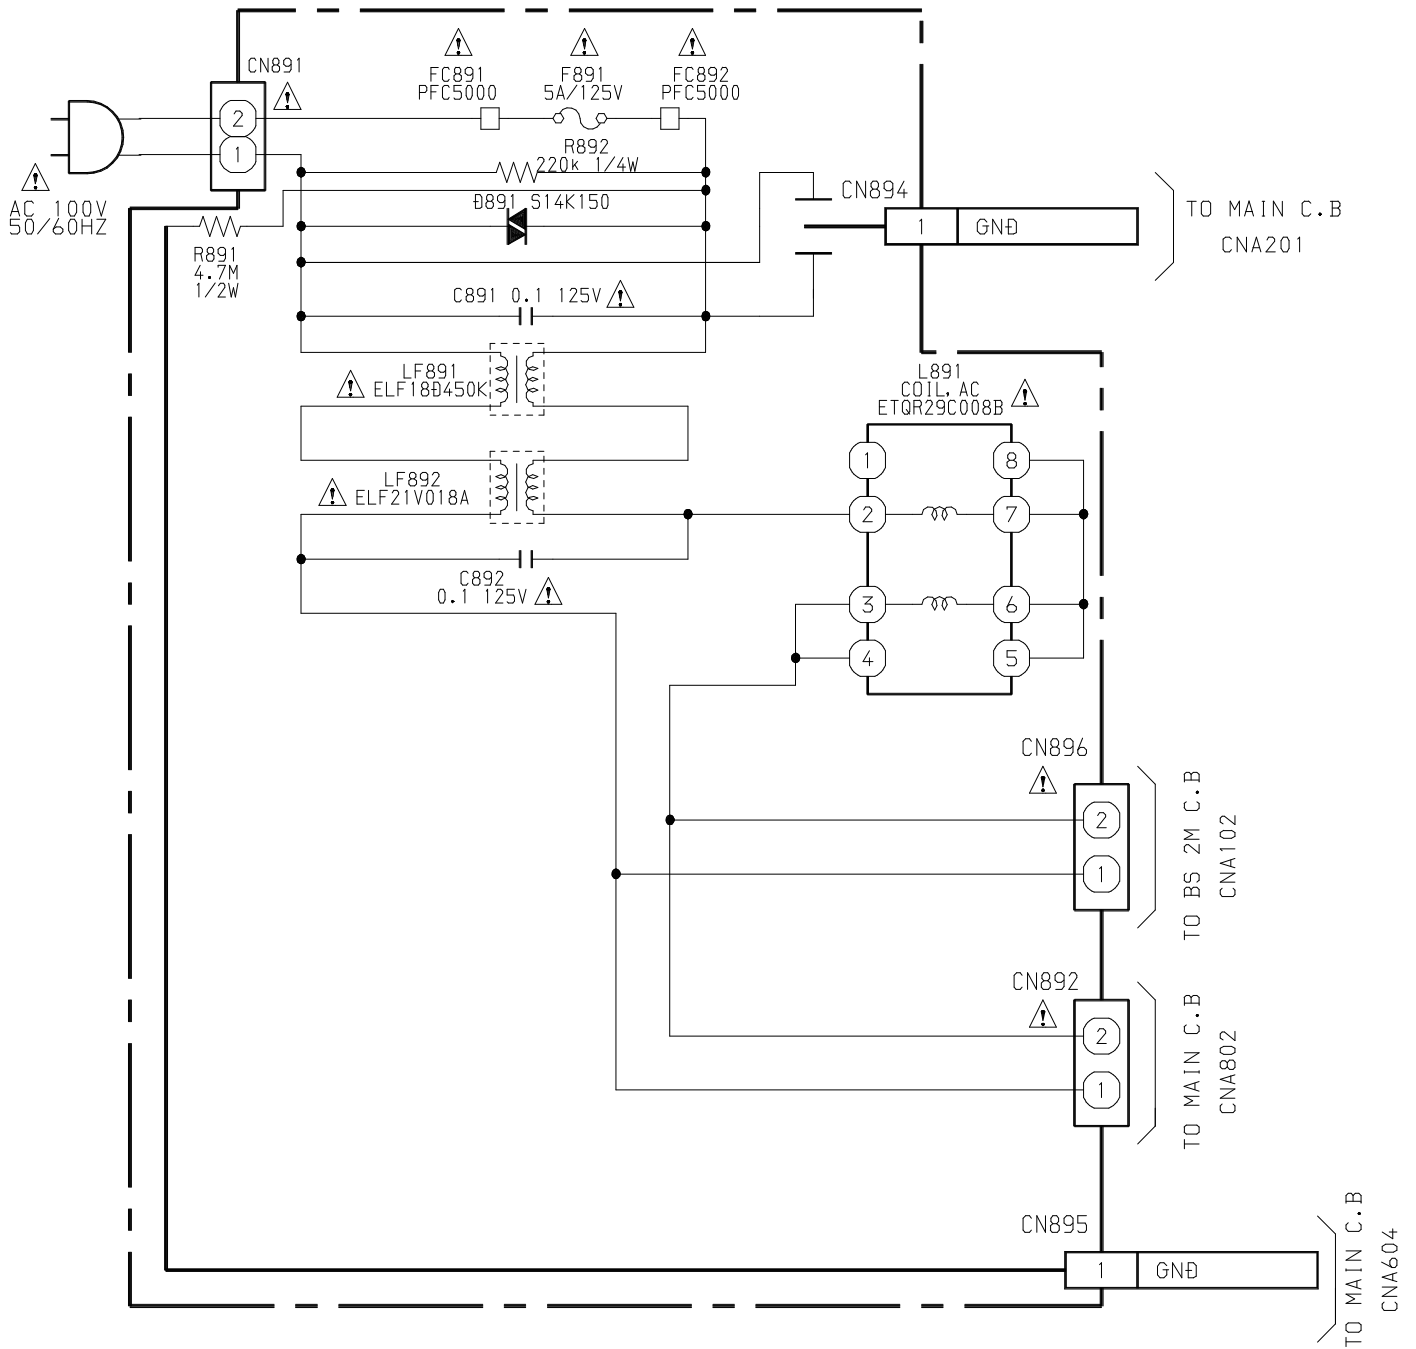 CN891
FC891
PFC5000
F891
5A/125V
FC892
PFC5000
2
1
R892
220k 1/4W
AC 100V
50/60HZ
D891 S14K150
CN894
1
GND
TO MAIN C.B
CNA201
R891
4.7M
1/2W
C891 0.1 125V
LF891
ELF18D450K
L891
COIL,AC
ETQR29C008B
1
8
LF892
ELF21V018A
2
7
C892
0.1 125V
3
6
4
5
CN896
2
1
TO BS 2M C.B
CNA102
CN892
2
1
TO MAIN C.B
CNA802
CN895
1
GND
TO MAIN C.B
CNA604